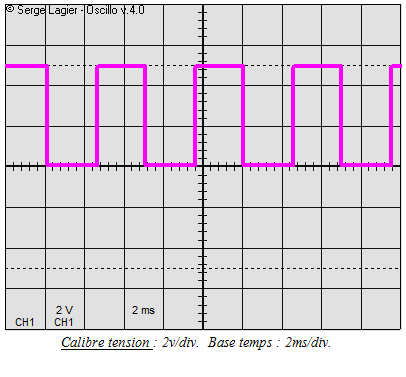 © Serge Lagier - Oscillo v.4.0
2 V 2 ms
CH1 CH1
Calibre tension : 2v/div. Base temps : 2ms/div.